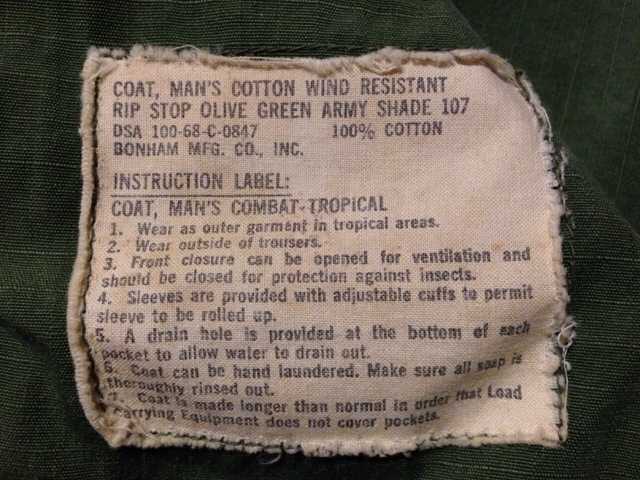 COAT, MAN'S COTTON WIND RESISTANT
RIP STOP OLIVE GREEN ARMY SHADE 107
DSA 100-68-C-0847 100% COTTON
BONHAM MFG. CO., INC.
INSTRUCTION LABEL:
COAT, MAN'S COMBAT-TROPICAL
1. Wear as outer garment in tropical areas.
2. Wear outside of trousers.
3. Front closure can be opened for ventilation and
should be closed for protection against insects.
4. Sleeves are provided with adjustable cuffs to permit
sleeve to be rolled up.
5. A drain hole is provided at the bottom of each
pocket to allow water to drain out.
6. Coat can be hand laundered. Make sure all soap is
thoroughly rinsed out.
7. Coat is made longer than normal in order that Load
Carrying Equipment does not cover pockets.